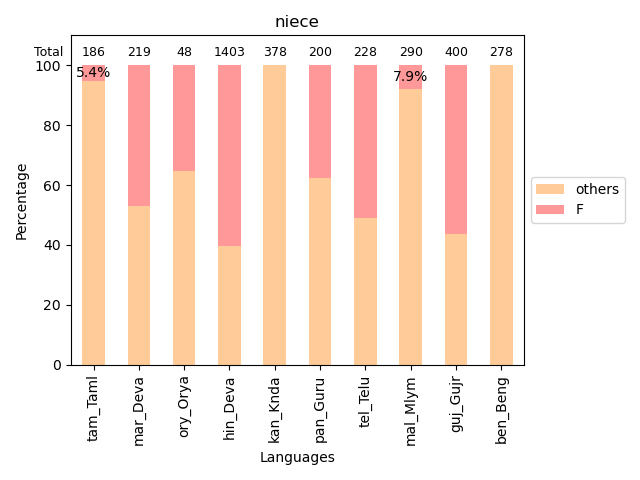 niece
Total 186 219 48 1403 378 200 228 290 400 278
100
80
60
40
20
0
Percentage
5.4%
7.9%
tam_Taml
mar_Deva
ory_Orya
hin_Deva
kan_Knda
pan_Guru
tel_Telu
mal_Mlym
guj_Gujr
ben_Beng
Languages
others
F